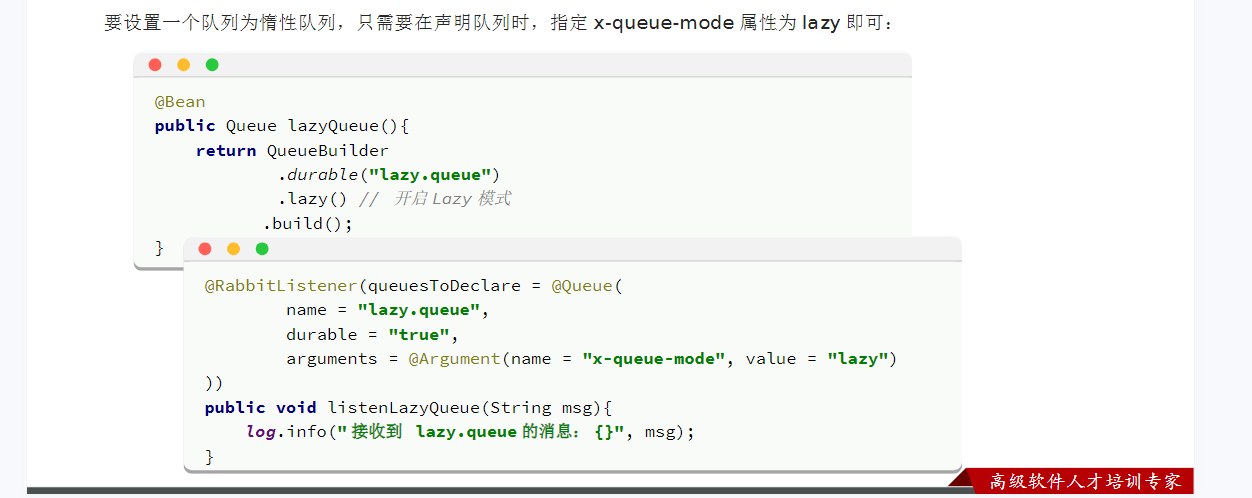 要设置一个队列为惰性队列，只需要在声明队列时，指定 x-queue-mode 属性为 lazy 即可：
@Bean
public Queue lazyQueue(){
    return QueueBuilder
            .durable("lazy.queue")
            .lazy() // 开启 Lazy 模式
           .build();
}
@RabbitListener(queuesToDeclare = @Queue(
        name = "lazy.queue",
        durable = "true",
        arguments = @Argument(name = "x-queue-mode", value = "lazy")
))
public void listenLazyQueue(String msg){
    log.info("接收到 lazy.queue 的消息：{}", msg);
}
高级软件人才培训专家